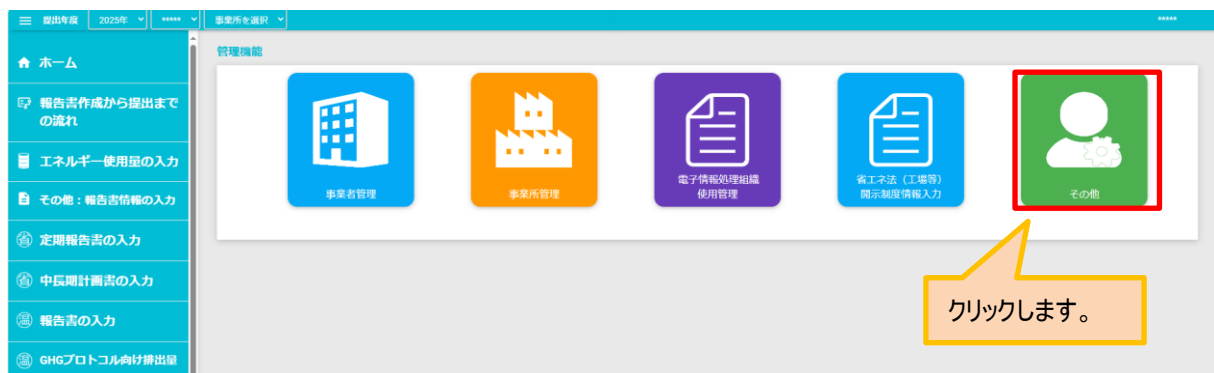 提出年度 2025年 ***** 事業所を選択 *****
ホーム
報告書作成から提出まで
の流れ
エネルギー使用量の入力
その他：報告書情報の入力
定期報告書の入力
中長期計画書の入力
報告書の入力
GHGプロトコル向け排出量
管理機能
事業者管理
事業所管理
電子情報処理組織
使用管理
省エネ法（工場等）
開示制度情報入力
その他
クリックします。